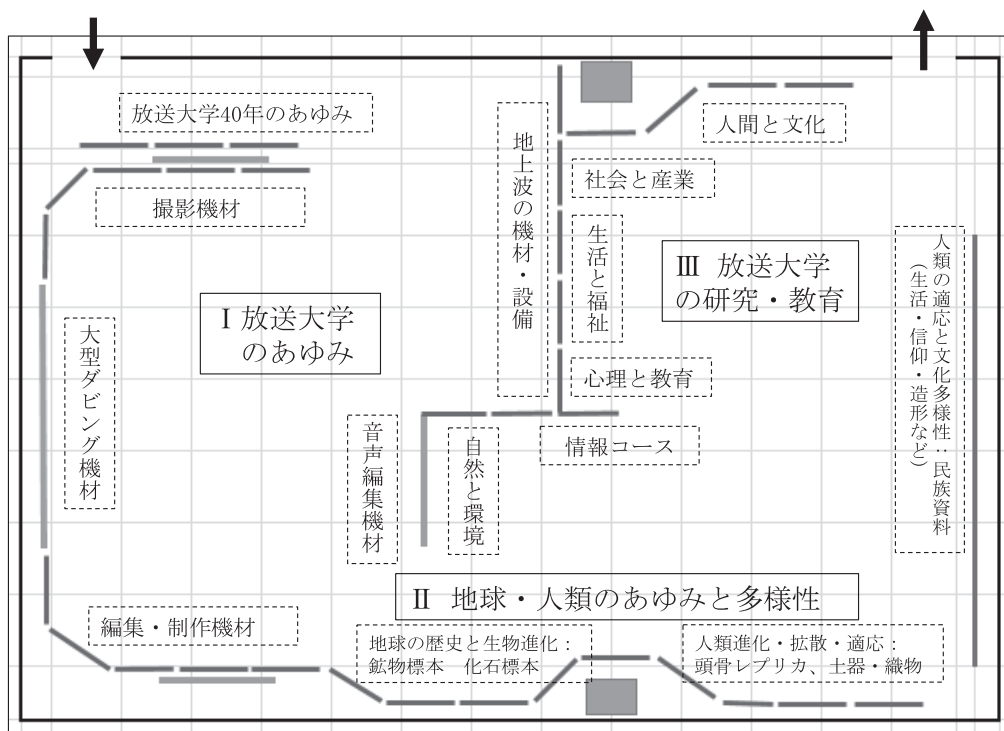 放送大学40年のあゆみ
撮影機材
Ⅰ 放送大学
のあゆみ
大型ダビング機材
編集・制作機材
地上波の機材・設備
音声編集機材
自然と環境
情報コース
人間と文化
社会と産業
生活と福祉
心理と教育
Ⅲ 放送大学
の研究・教育
人類の適応と文化多様性：民族資料
（生活・信仰・造形など）
Ⅱ 地球・人類のあゆみと多様性
地球の歴史と生物進化：
鉱物標本　化石標本
人類進化・拡散・適応：
頭骨レプリカ、土器・織物